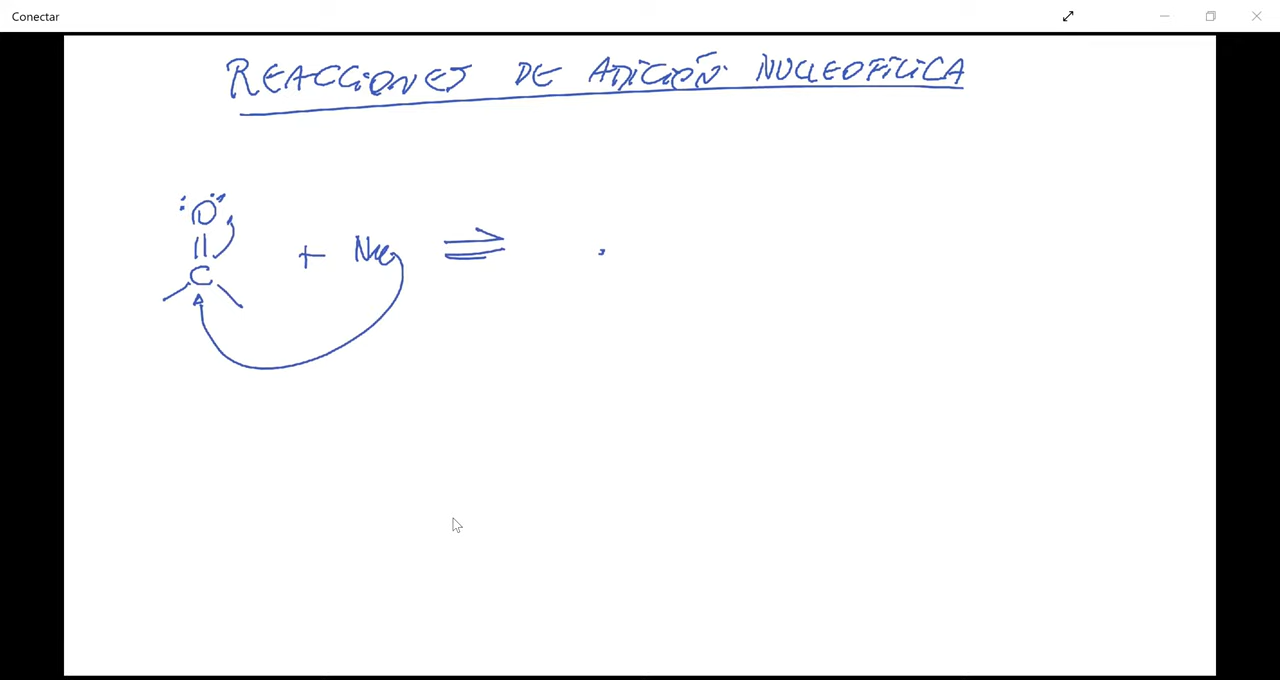 Conectar
REACCIONES DE ADICIÓN NUCLEOFÍLICA
:Ö
||
C + Nu ⇌